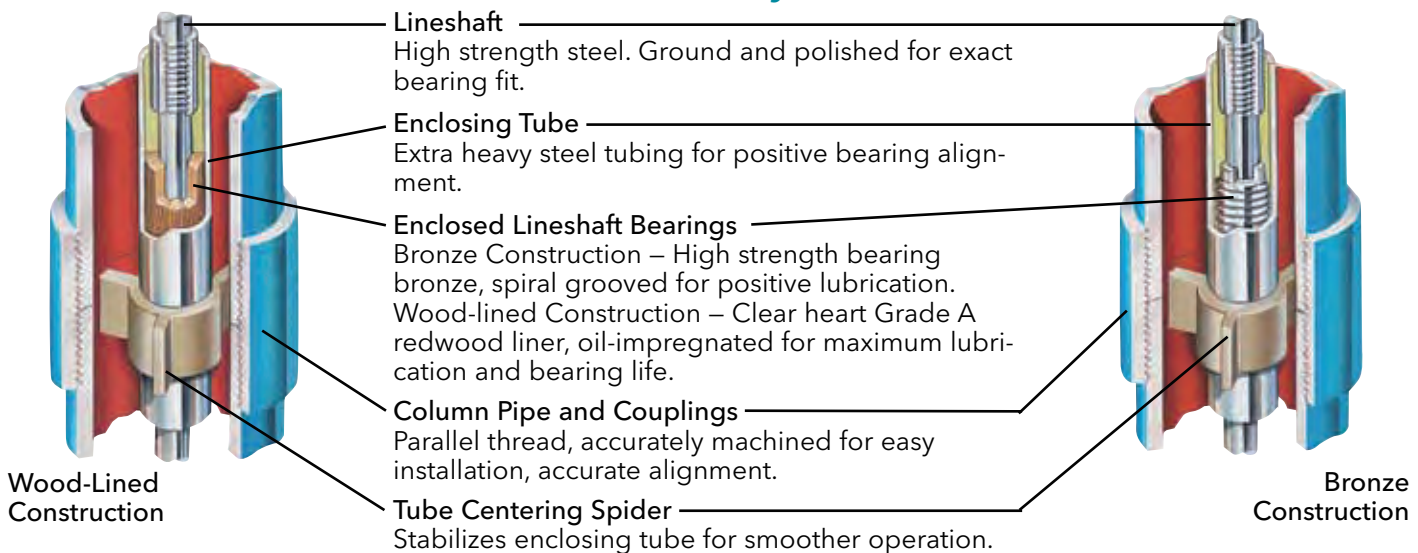 Lineshaft
High strength steel. Ground and polished for exact
bearing fit.
Enclosing Tube
Extra heavy steel tubing for positive bearing align-
ment.
Enclosed Lineshaft Bearings
Bronze Construction – High strength bearing
bronze, spiral grooved for positive lubrication.
Wood-lined Construction – Clear heart Grade A
redwood liner, oil-impregnated for maximum lubri-
cation and bearing life.
Column Pipe and Couplings
Parallel thread, accurately machined for easy
installation, accurate alignment.
Tube Centering Spider
Stabilizes enclosing tube for smoother operation.
Wood-Lined
Construction
Bronze
Construction